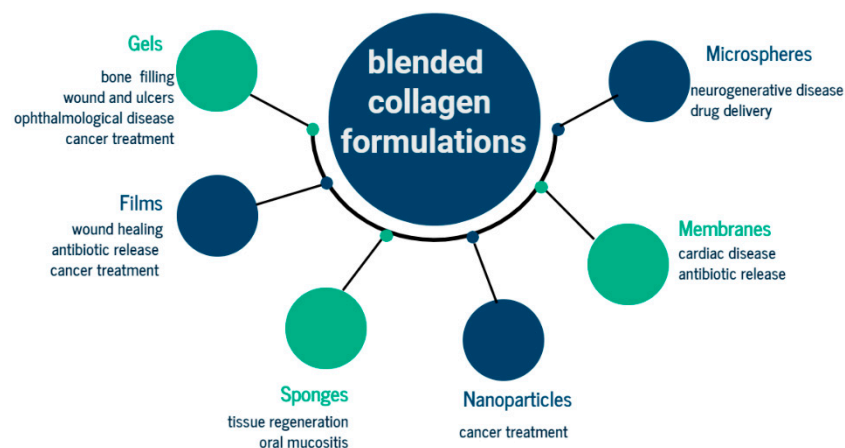 blended
collagen
formulations
Gels
bone filling
wound and ulcers
ophthalmological disease
cancer treatment
Films
wound healing
antibiotic release
cancer treatment
Sponges
tissue regeneration
oral mucositis
Nanoparticles
cancer treatment
Membranes
cardiac disease
antibiotic release
Microspheres
neurogenerative disease
drug delivery